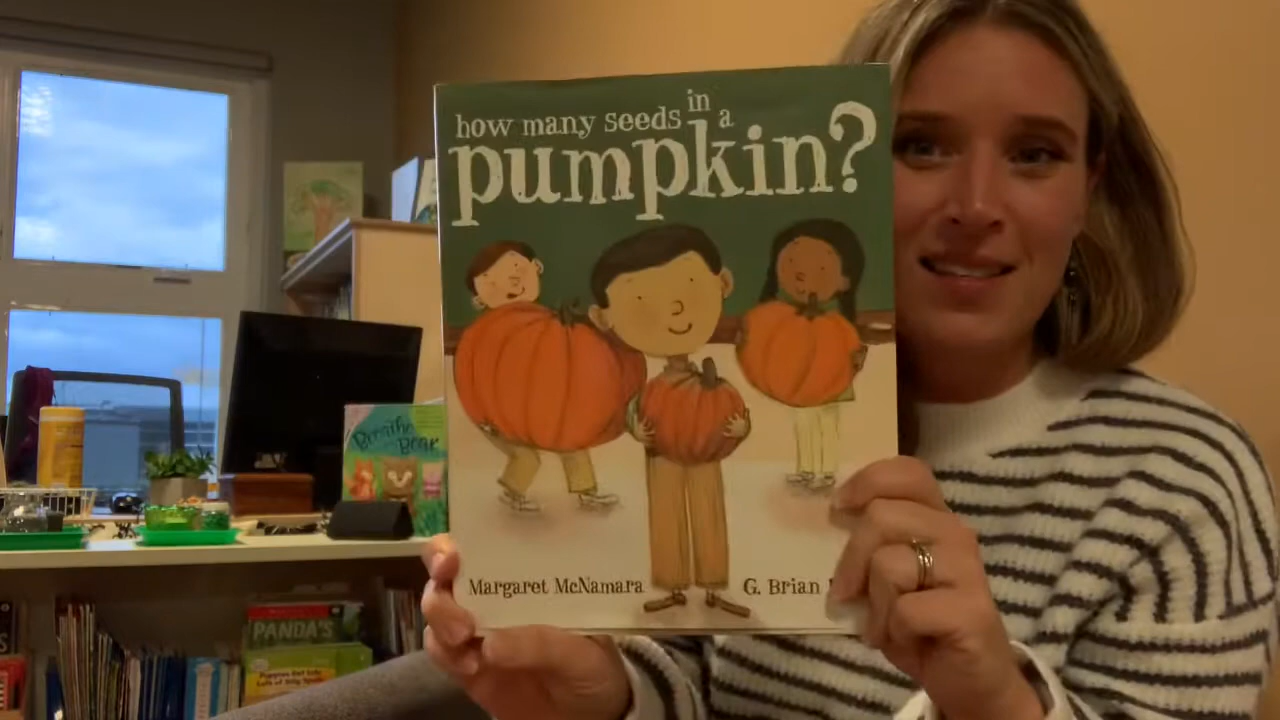 how many seeds in a
pumpkin?
Margaret McNamara
G. Brian
Breathe
Bear
PANDA'S